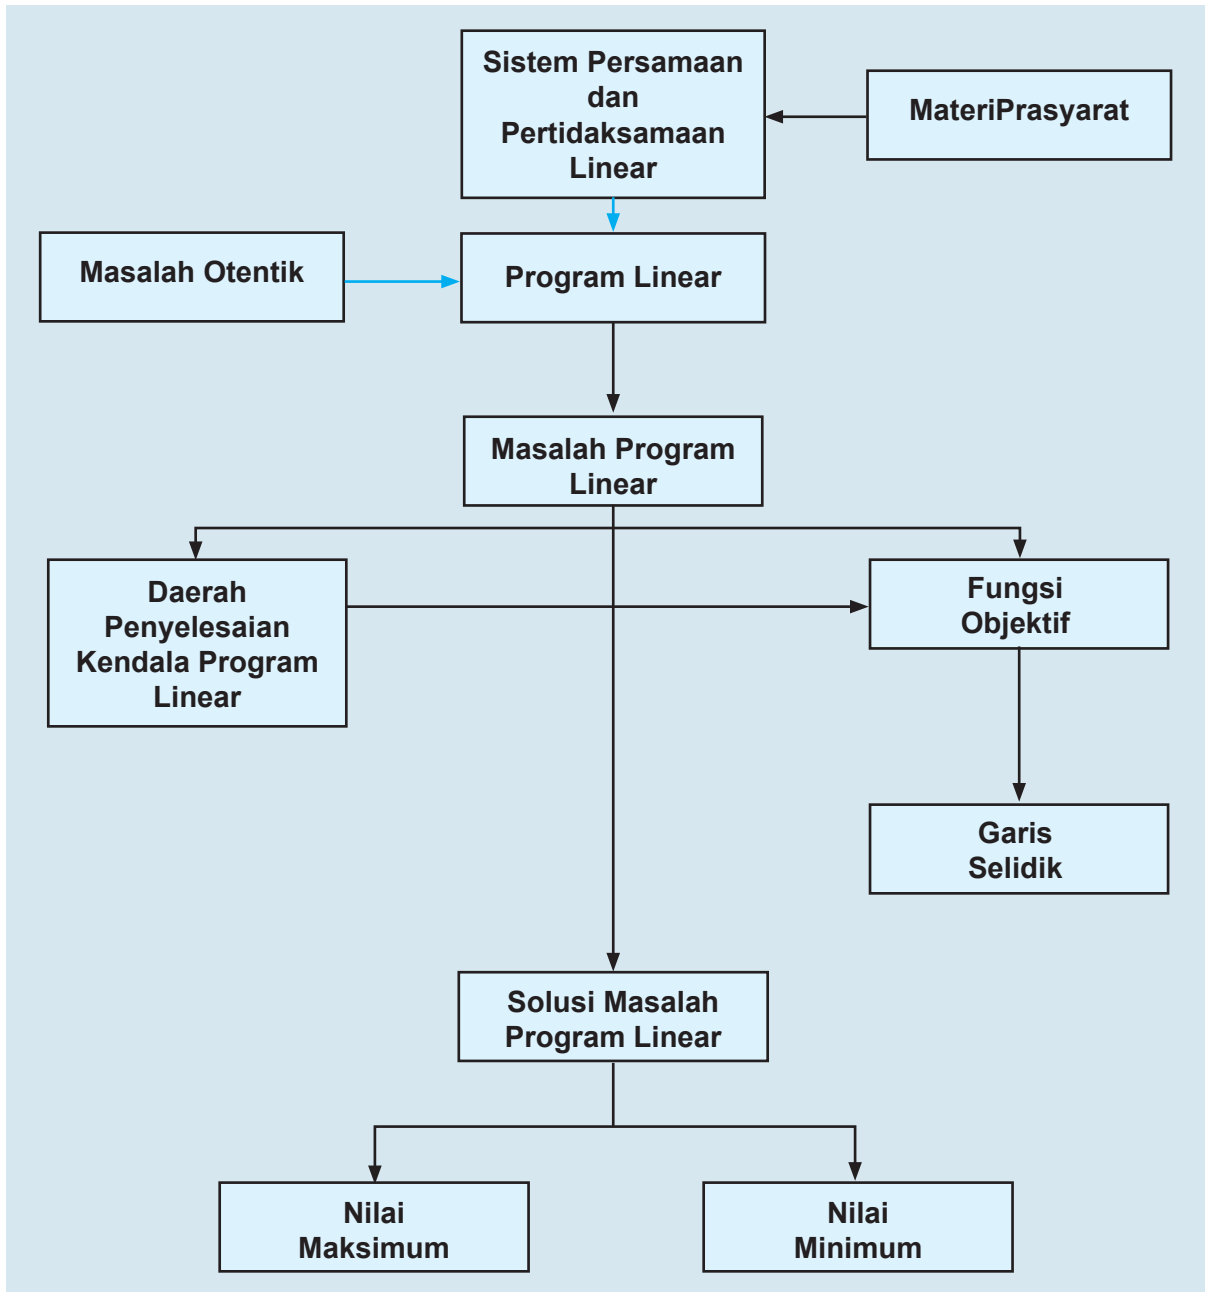 Sistem Persamaan
dan
Pertidaksamaan
Linear
MateriPrasyarat
Masalah Otentik
Program Linear
Masalah Program
Linear
Daerah
Penyelesaian
Kendala Program
Linear
Fungsi
Objektif
Garis
Selidik
Solusi Masalah
Program Linear
Nilai
Maksimum
Nilai
Minimum